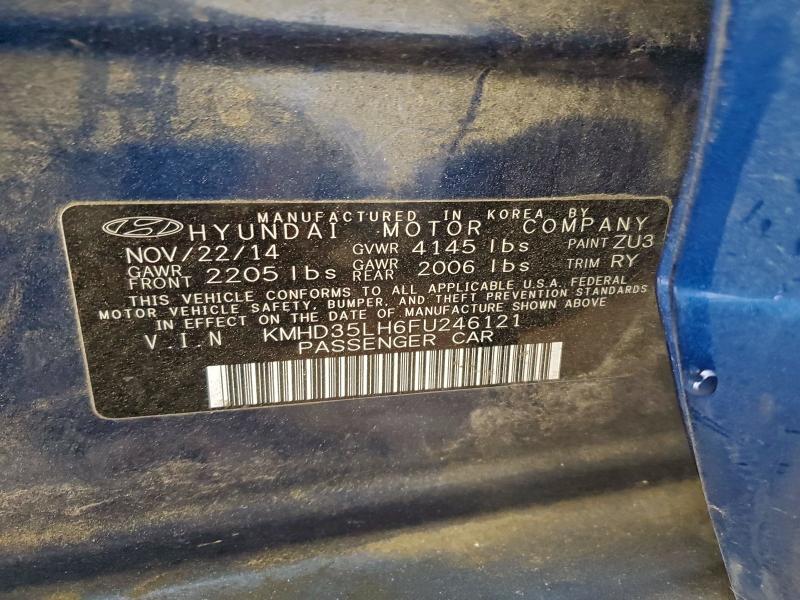 MANUFACTURED IN KOREA BY
HYUNDAI MOTOR COMPANY
NOV/22/14 GVWR 4145 lbs PAINT ZU3
GAWR FRONT 2205 lbs GAWR REAR 2006 lbs TRIM RY
THIS VEHICLE CONFORMS TO ALL APPLICABLE U.S.A. FEDERAL
MOTOR VEHICLE SAFETY, BUMPER, AND THEFT PREVENTION STANDARDS
IN EFFECT ON THE DATE OF MANUFACTURE SHOWN ABOVE
V.I.N KMHD35LH6FU246121
PASSENGER CAR